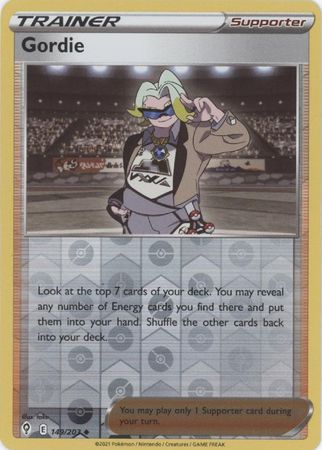 TRAINER
Supporter
Gordie
Look at the top 7 cards of your deck. You may reveal
any number of Energy cards you find there and put
them into your hand. Shuffle the other cards back
into your deck.
You may play only 1 Supporter card during
your turn.
E 149/203
©2021 Pokémon / Nintendo / Creatures / GAME FREAK